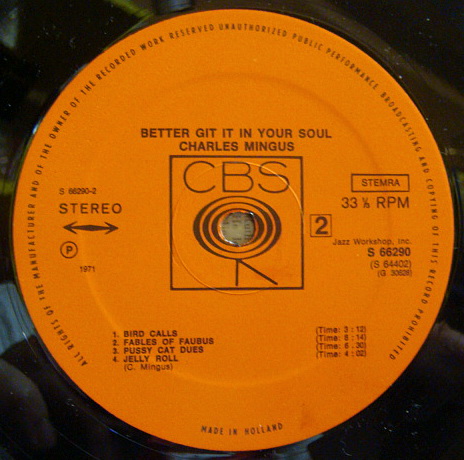 ALL RIGHTS OF THE MANUFACTURER AND OF THE OWNER OF THE RECORDED WORK RESERVED UNAUTHORIZED PUBLIC PERFORMANCE BROADCASTING AND COPYING OF THIS RECORD PROHIBITED
BETTER GIT IT IN YOUR SOUL
CHARLES MINGUS
CBS
S 66290-2
STEREO
P
1971
STEMRA
33 ⅓ RPM
2
Jazz Workshop, Inc.
S 66290
(S 64402)
(G 30628)
1. BIRD CALLS (Time: 3 : 12)
2. FABLES OF FAUBUS (Time: 8 : 14)
3. PUSSY CAT DUES (Time: 6 : 30)
4. JELLY ROLL (Time: 4 : 02)
(C. Mingus)
MADE IN HOLLAND